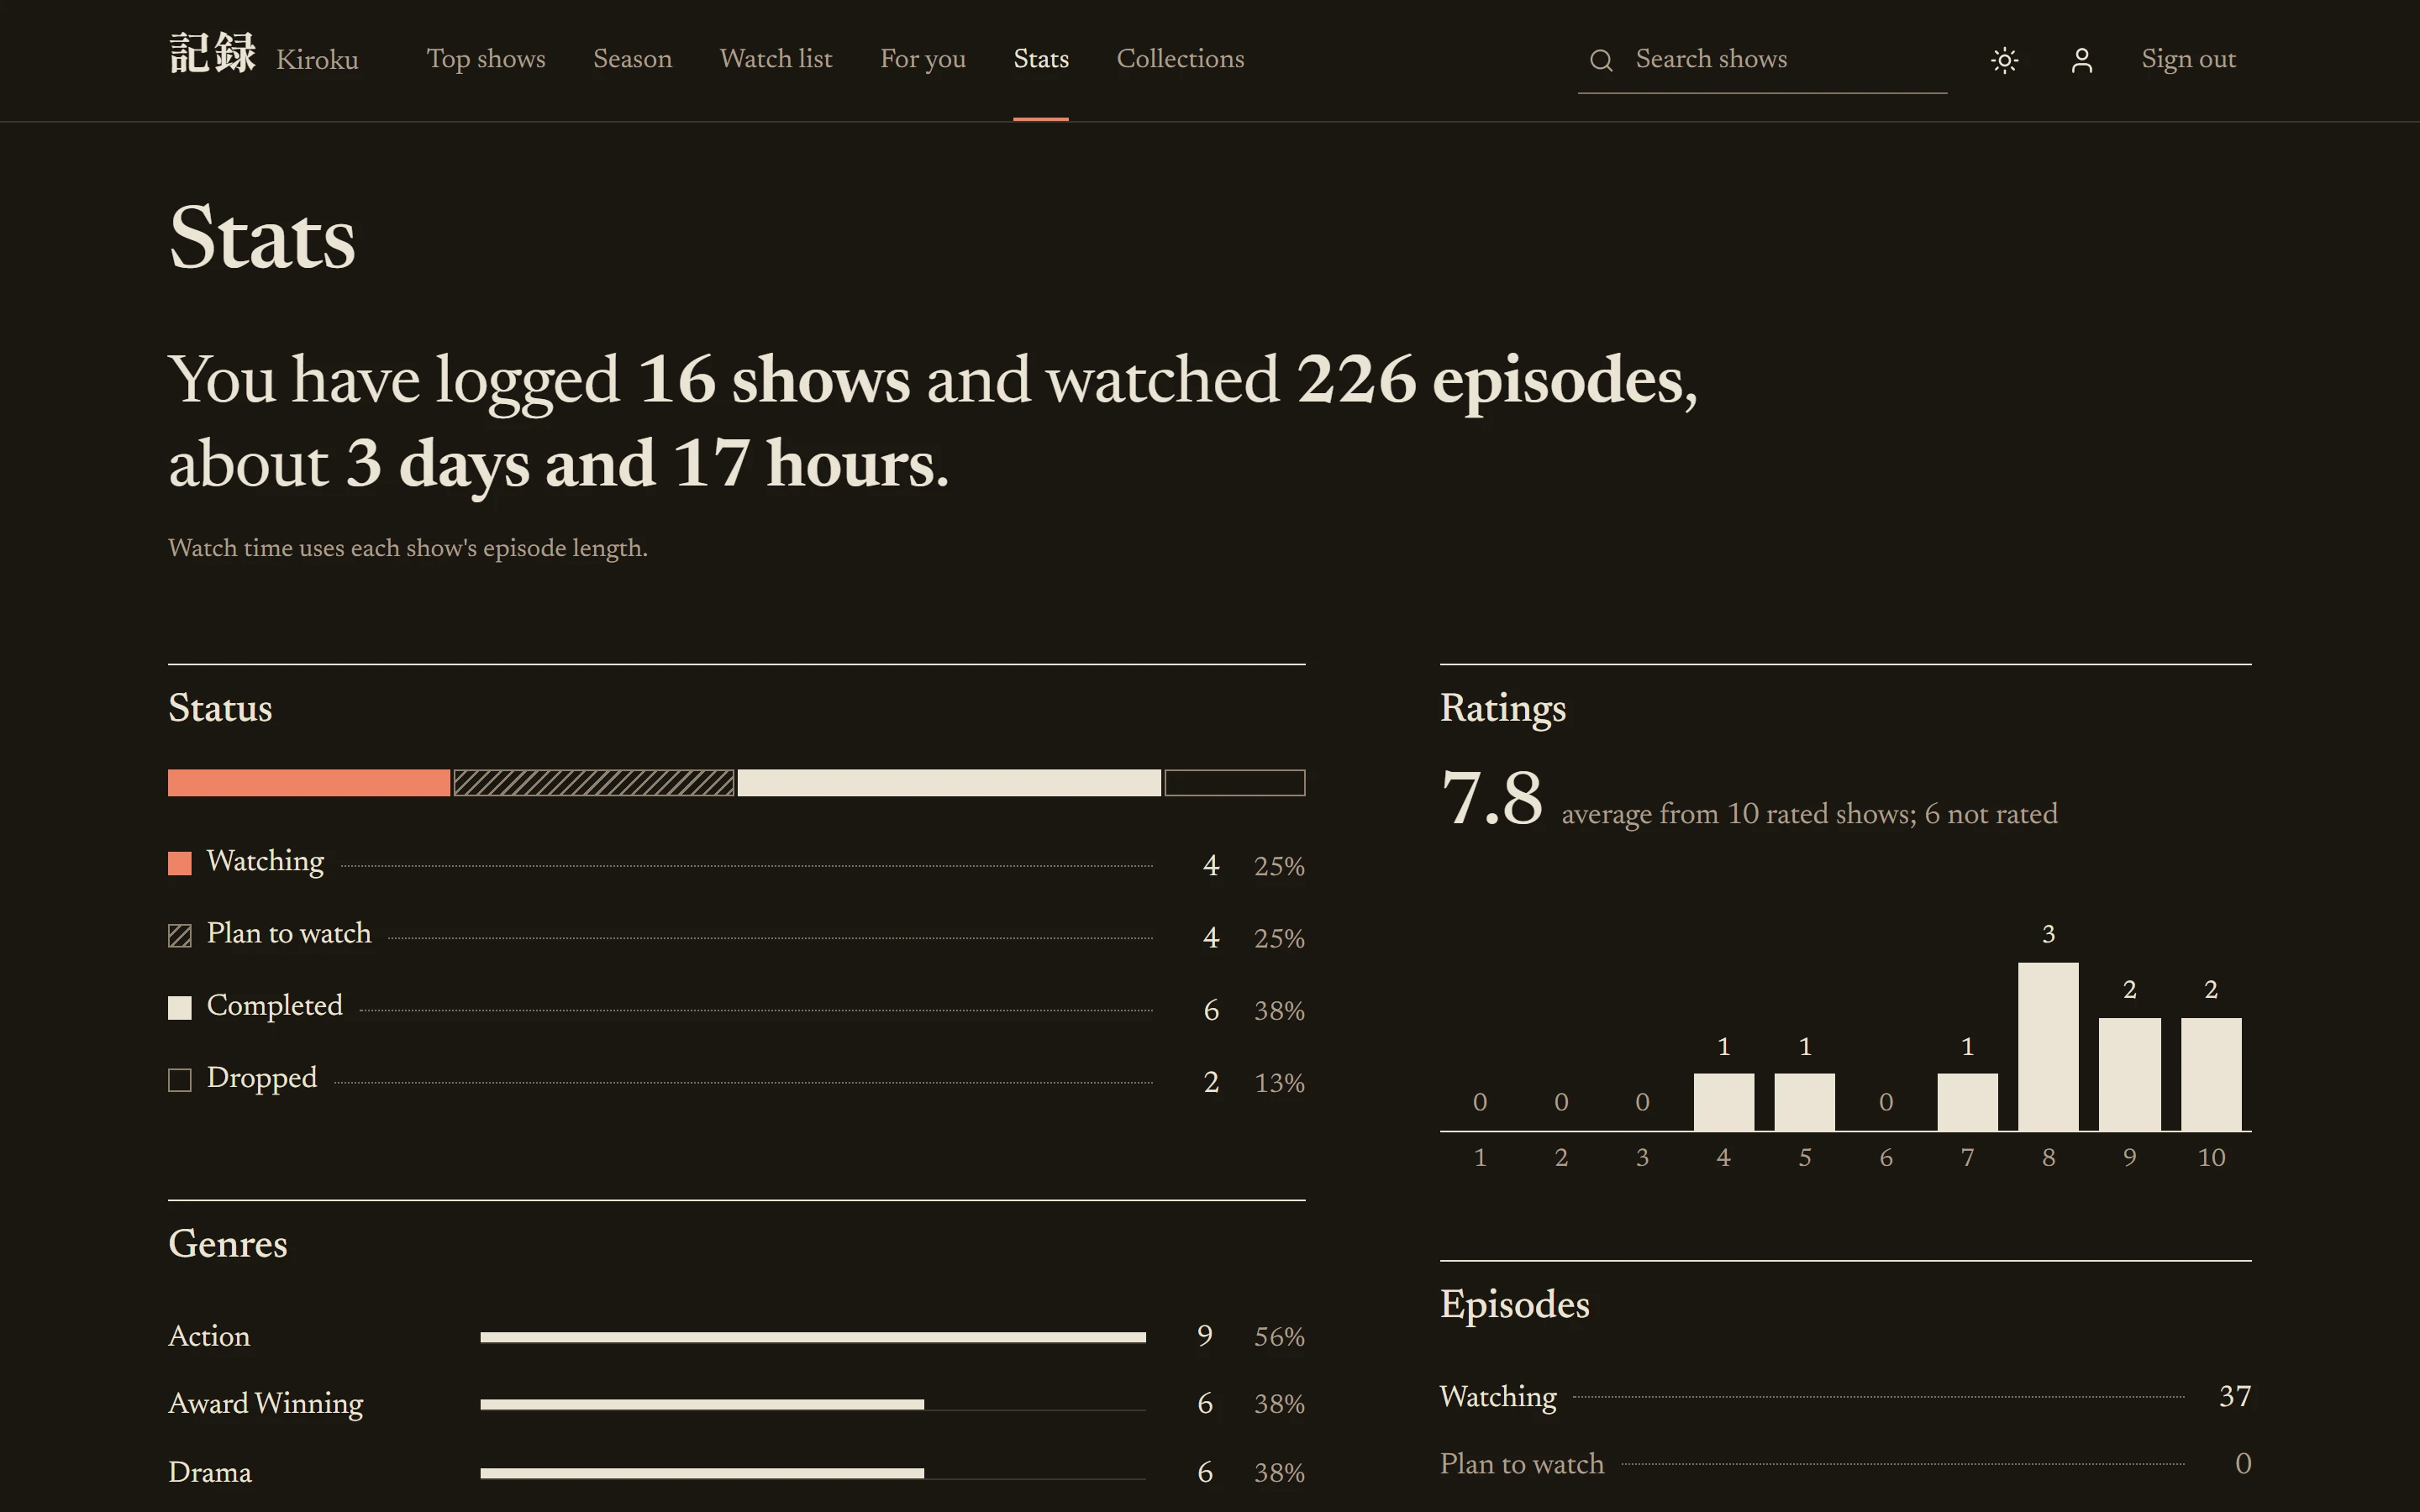 記録 Kiroku Top shows Season Watch list For you Stats Collections Search shows Sign out
Stats
You have logged 16 shows and watched 226 episodes,
about 3 days and 17 hours.
Watch time uses each show's episode length.
Status
Watching 4 25%
Plan to watch 4 25%
Completed 6 38%
Dropped 2 13%
Genres
Action 9 56%
Award Winning 6 38%
Drama 6 38%
Ratings
7.8 average from 10 rated shows; 6 not rated
0 0 0 1 1 0 1 3 2 2
1 2 3 4 5 6 7 8 9 10
Episodes
Watching 37
Plan to watch 0